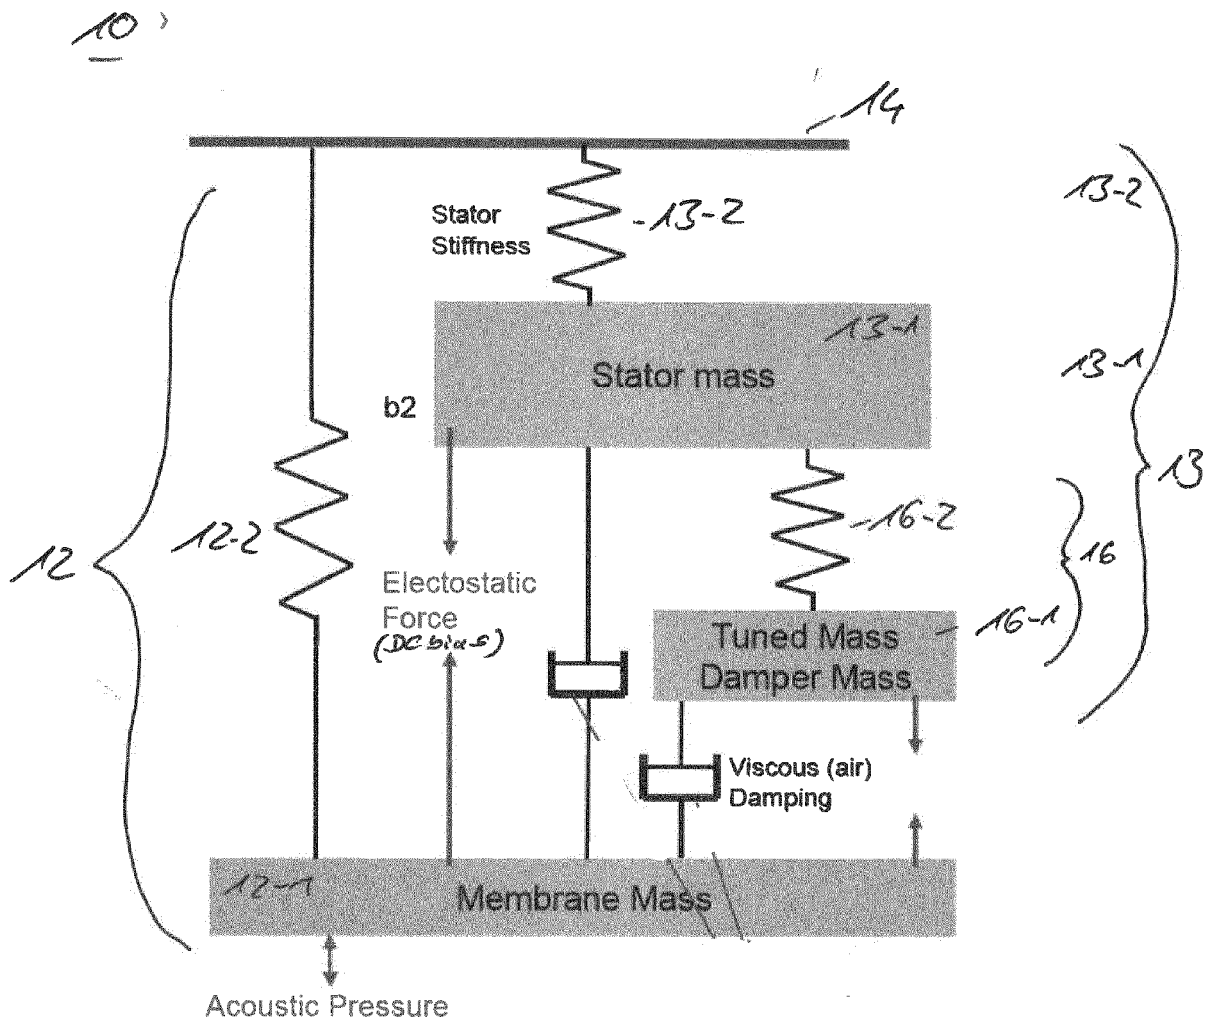 10
14
Stator
Stiffness
13-2
13-2
13-1
Stator mass
13-1
b2
13
12
12-2
16-2
16
Electostatic
Force
(DC bias)
Tuned Mass
Damper Mass
16-1
Viscous (air)
Damping
12-1
Membrane Mass
Acoustic Pressure